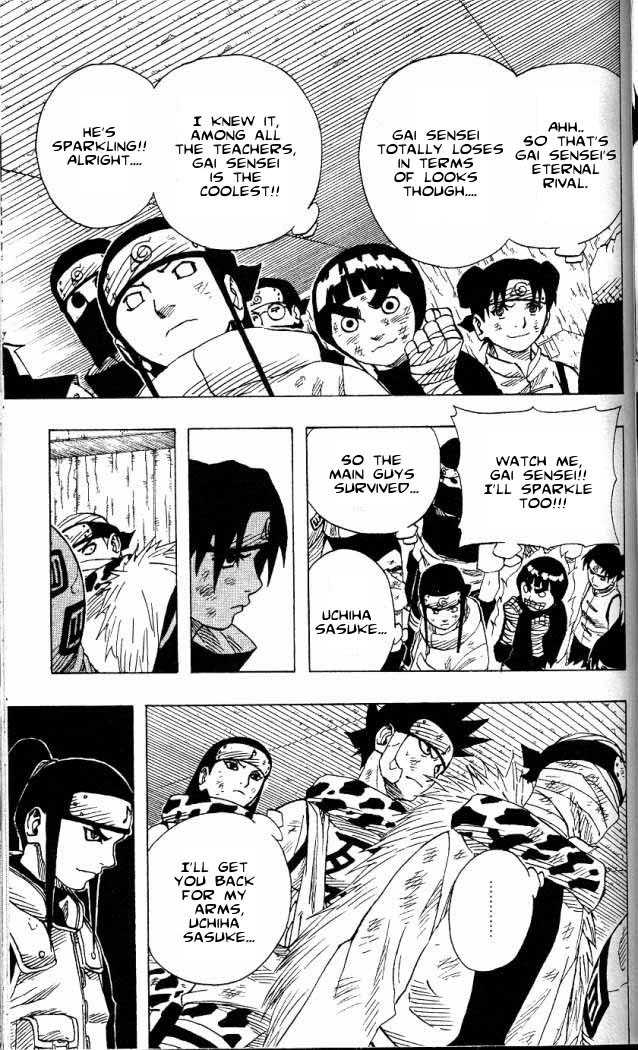 AHH..
SO THAT'S
GAI SENSEI'S
ETERNAL
RIVAL.
GAI SENSEI
TOTALLY LOSES
IN TERMS
OF LOOKS
THOUGH....
I KNEW IT,
AMONG ALL
THE TEACHERS,
GAI SENSEI
IS THE
COOLEST!!
HE'S
SPARKLING!!
ALRIGHT....
WATCH ME,
GAI SENSEI!!
I'LL SPARKLE
TOO!!!
SO THE
MAIN GUYS
SURVIVED...
UCHIHA
SASUKE...
.........
I'LL GET
YOU BACK
FOR MY
ARMS,
UCHIHA
SASUKE...